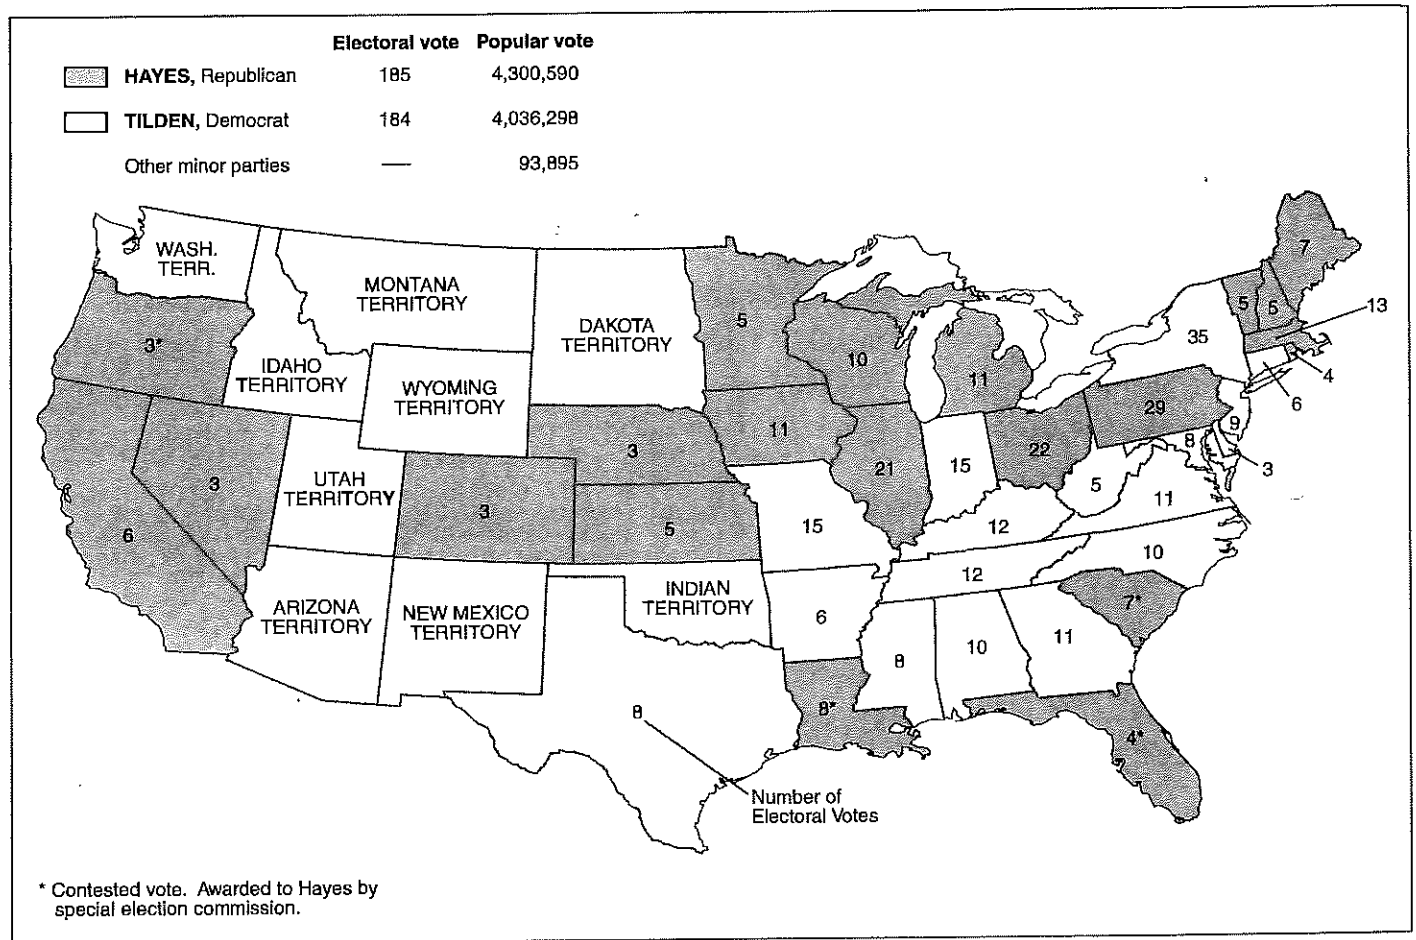 Electoral vote Popular vote
HAYES, Republican 185 4,300,590
TILDEN, Democrat 184 4,036,298
Other minor parties — 93,895
WASH.
TERR.
MONTANA
TERRITORY
DAKOTA
TERRITORY
IDAHO
TERRITORY
WYOMING
TERRITORY
UTAH
TERRITORY
ARIZONA
TERRITORY
NEW MEXICO
TERRITORY
INDIAN
TERRITORY
3*
6
3
3
3
5
5
11
10
11
21
15
22
29
35
5
5
7
13
4
6
9
8
3
5
11
15
12
12
10
6
8
10
11
7*
8*
4*
8
Number of
Electoral Votes
* Contested vote. Awarded to Hayes by
special election commission.